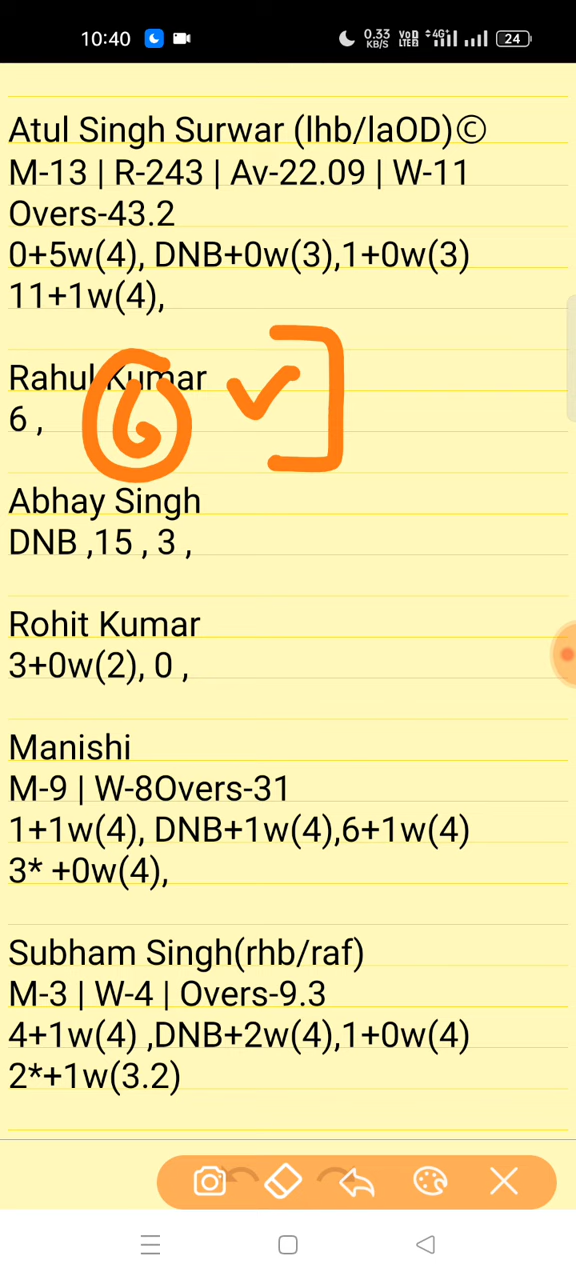 10:40
0.33 KB/S VoD LTE 4G 24
Atul Singh Surwar (lhb/laOD)©
M-13 | R-243 | Av-22.09 | W-11
Overs-43.2
0+5w(4), DNB+0w(3),1+0w(3)
11+1w(4),
Rahul Kumar
6 ,
6
Abhay Singh
DNB ,15 , 3 ,
Rohit Kumar
3+0w(2), 0 ,
Manishi
M-9 | W-8Overs-31
1+1w(4), DNB+1w(4),6+1w(4)
3* +0w(4),
Subham Singh(rhb/raf)
M-3 | W-4 | Overs-9.3
4+1w(4) ,DNB+2w(4),1+0w(4)
2*+1w(3.2)